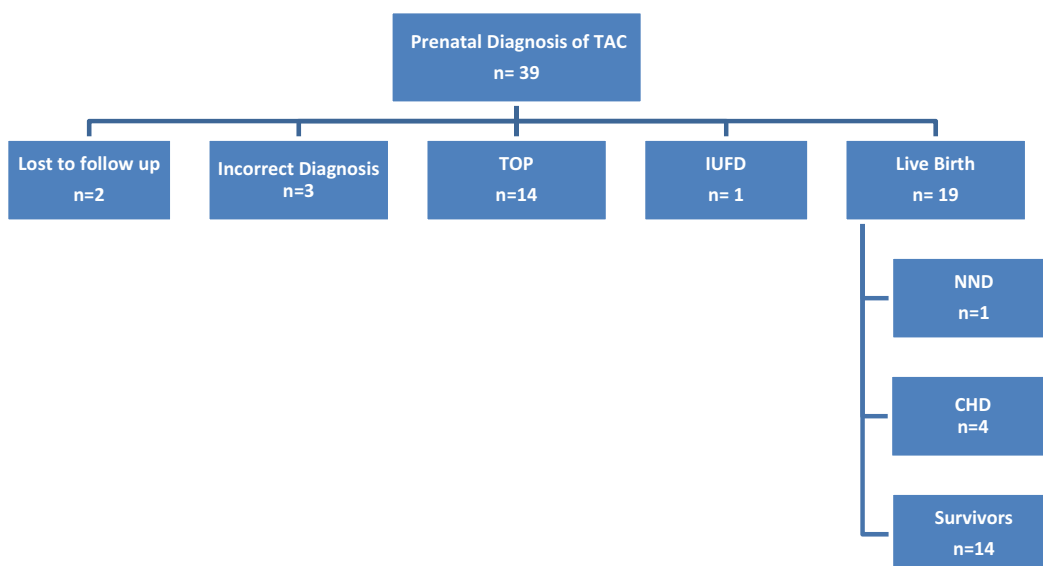 Prenatal Diagnosis of TAC
n= 39
Lost to follow up
n=2
Incorrect Diagnosis
n=3
TOP
n=14
IUFD
n= 1
Live Birth
n= 19
NND
n=1
CHD
n=4
Survivors
n=14